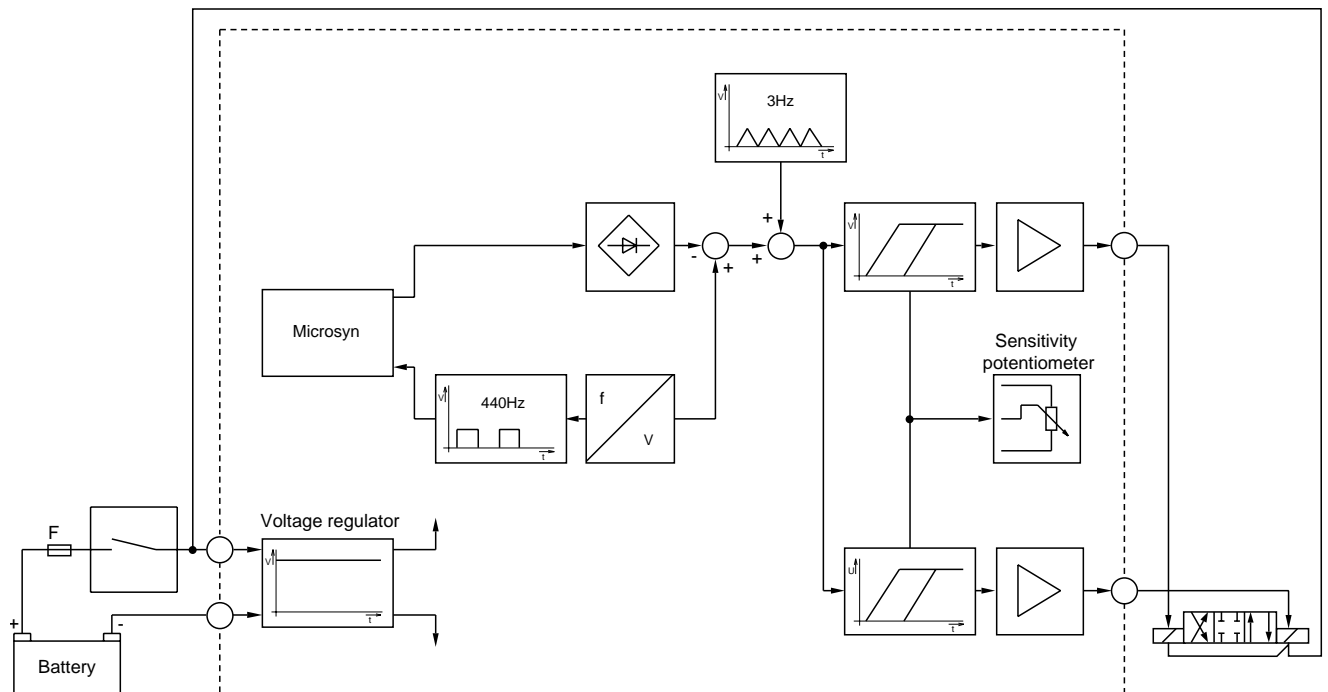 3Hz
V
t
+
+
-
+
V
t
Microsyn
Sensitivity
potentiometer
440Hz
V
t
f
V
F
Voltage regulator
V
t
U
t
+
-
Battery